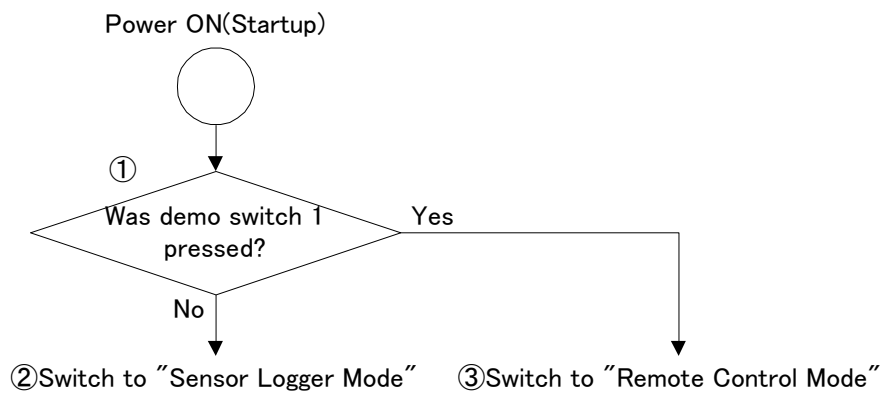 Power ON(Startup)
①
Was demo switch 1
pressed?
Yes
No
②Switch to "Sensor Logger Mode"
③Switch to "Remote Control Mode"